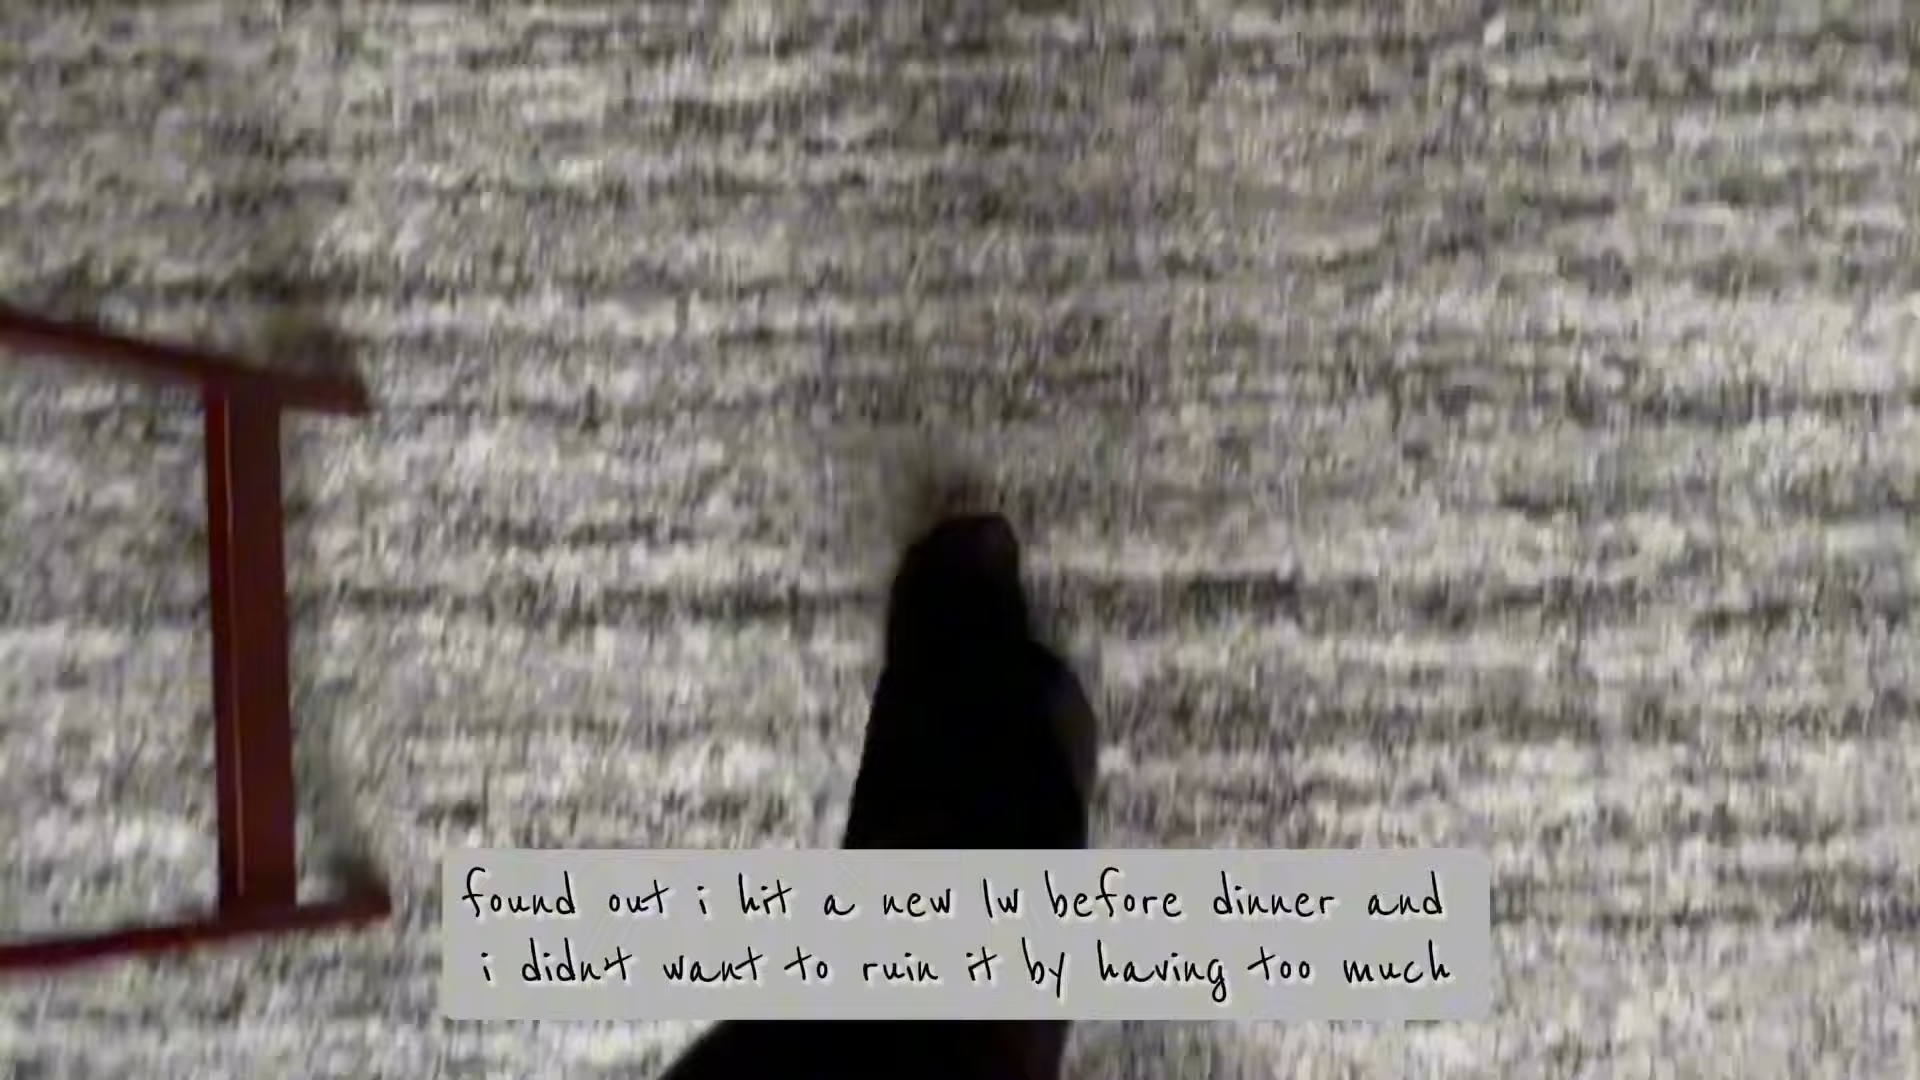 found out i hit a new lw before dinner and
i didn't want to ruin it by having too much